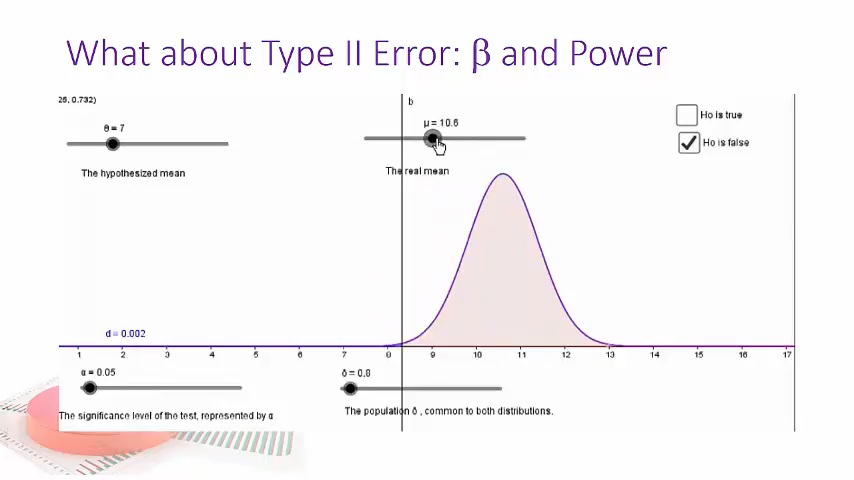 What about Type II Error: β and Power
26, 0.732)
b
θ = 7
μ = 10.6
Ho is true
Ho is false
The hypothesized mean
The real mean
d = 0.002
1 2 3 4 5 6 7 8 9 10 11 12 13 14 15 16 17
α = 0.05
δ = 0.8
The significance level of the test, represented by α
The population δ , common to both distributions.